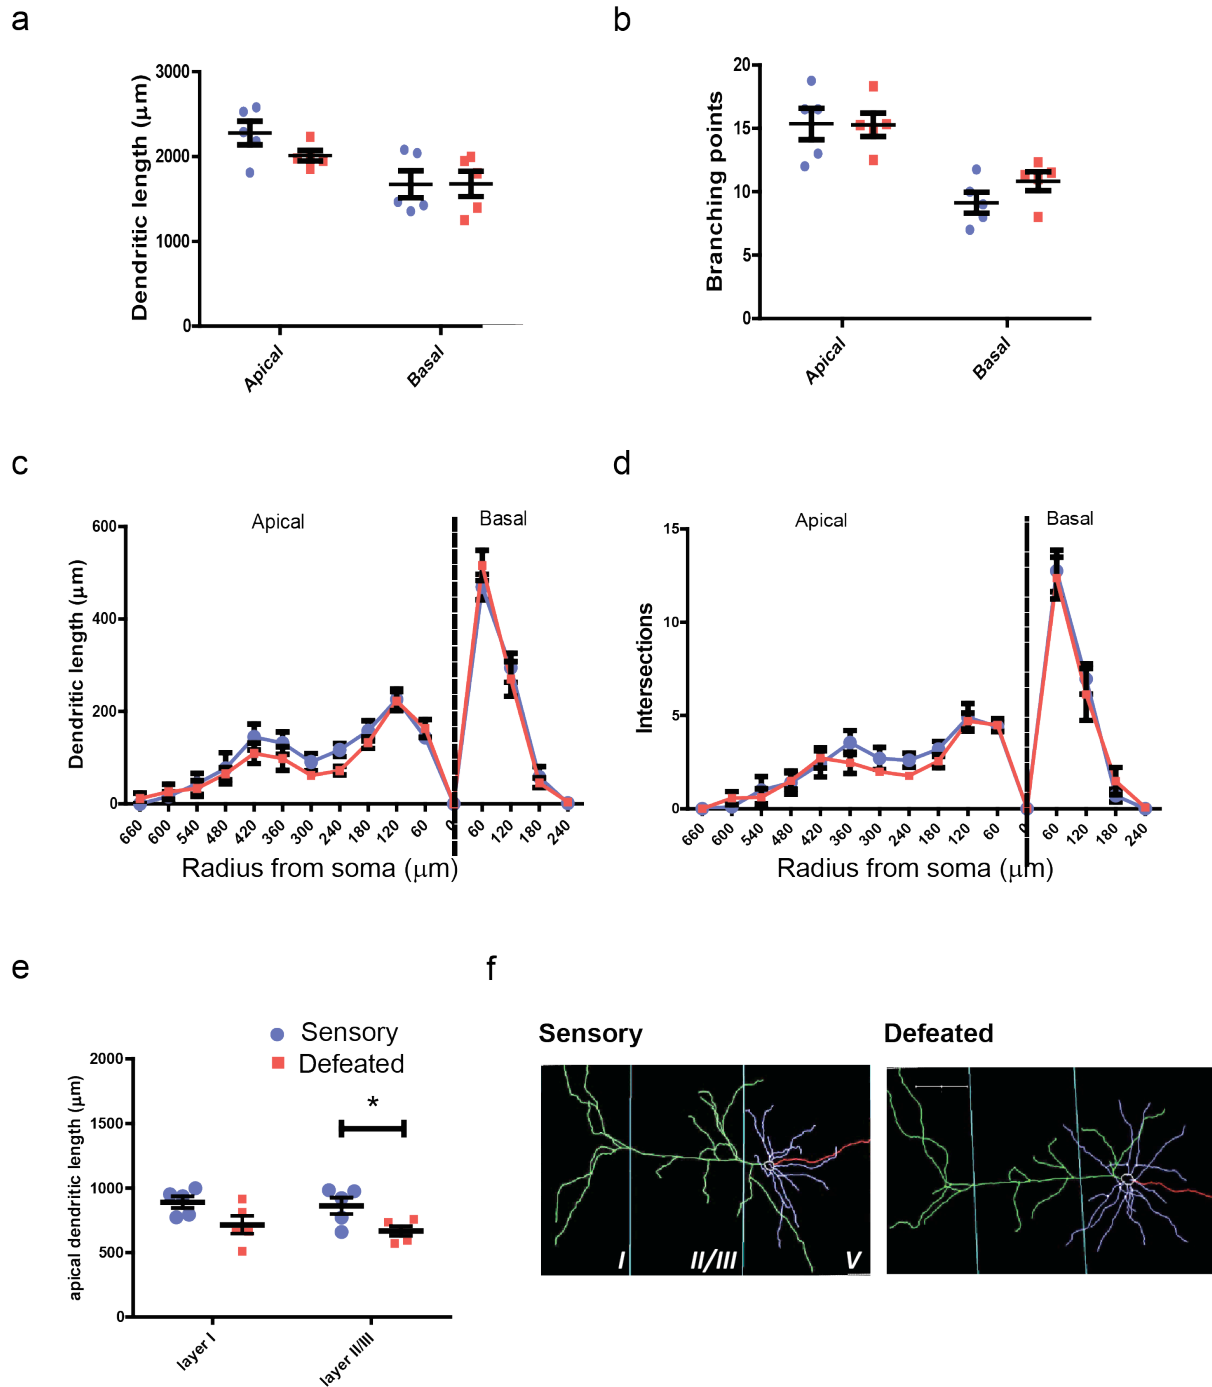 a
b
Dendritic length (μm)
3000
2000
1000
0
Apical
Basal
Branching points
20
15
10
5
0
Apical
Basal
c
d
Apical
Basal
Dendritic length (μm)
600
400
200
0
660 600 540 480 420 360 300 240 180 120 60 0 60 120 180 240
Radius from soma (μm)
Apical
Basal
Intersections
15
10
5
0
660 600 540 480 420 360 300 240 180 120 60 0 60 120 180 240
Radius from soma (μm)
e
f
Sensory
Defeated
apical dendritic length (μm)
2000
1500
1000
500
0
*
layer I
layer II/III
Sensory
Defeated
I
II/III
V